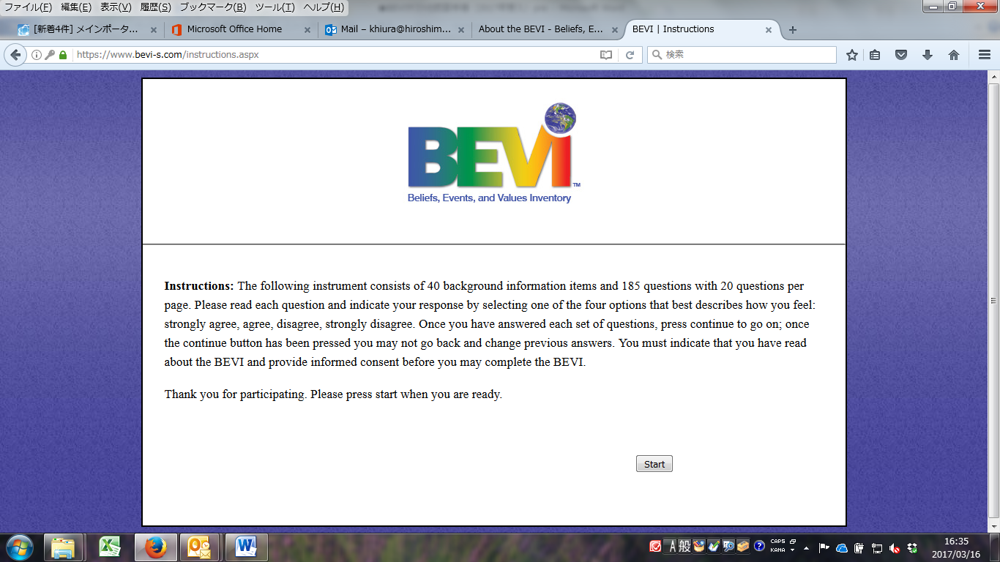 ファイル(F) 編集(E) 表示(V) 履歴(S) ブックマーク(B) ツール(T) ヘルプ(H)
[新着4件] メインポータ... Microsoft Office Home Mail – khiura@hiroshim... About the BEVI - Beliefs, E... BEVI | Instructions
https://www.bevi-s.com/instructions.aspx 検索
BEVI™
Beliefs, Events, and Values Inventory
Instructions: The following instrument consists of 40 background information items and 185 questions with 20 questions per
page. Please read each question and indicate your response by selecting one of the four options that best describes how you feel:
strongly agree, agree, disagree, strongly disagree. Once you have answered each set of questions, press continue to go on; once
the continue button has been pressed you may not go back and change previous answers. You must indicate that you have read
about the BEVI and provide informed consent before you may complete the BEVI.
Thank you for participating. Please press start when you are ready.
Start
A 般 CAPS
KANA
16:35
2017/03/16